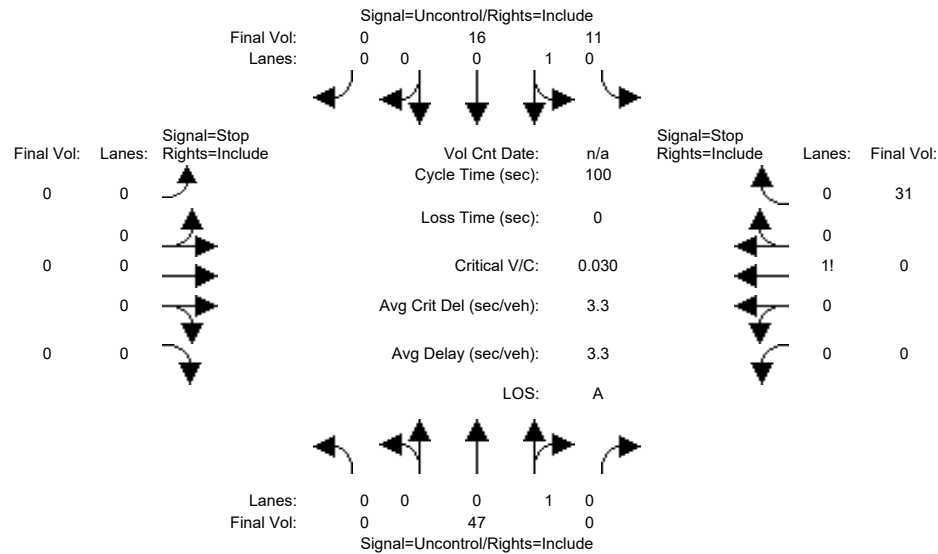 Signal=Uncontrol/Rights=Include
Final Vol: 0 16 11
Lanes: 0 0 0 1 0
Signal=Stop Signal=Stop
Final Vol: Lanes: Rights=Include Vol Cnt Date: n/a Rights=Include Lanes: Final Vol:
Cycle Time (sec): 100
0 0 0 31
Loss Time (sec): 0
0 0
0 0 Critical V/C: 0.030 1! 0
0 Avg Crit Del (sec/veh): 3.3 0
0 0 Avg Delay (sec/veh): 3.3 0 0
LOS: A
Lanes: 0 0 0 1 0
Final Vol: 0 47 0
Signal=Uncontrol/Rights=Include